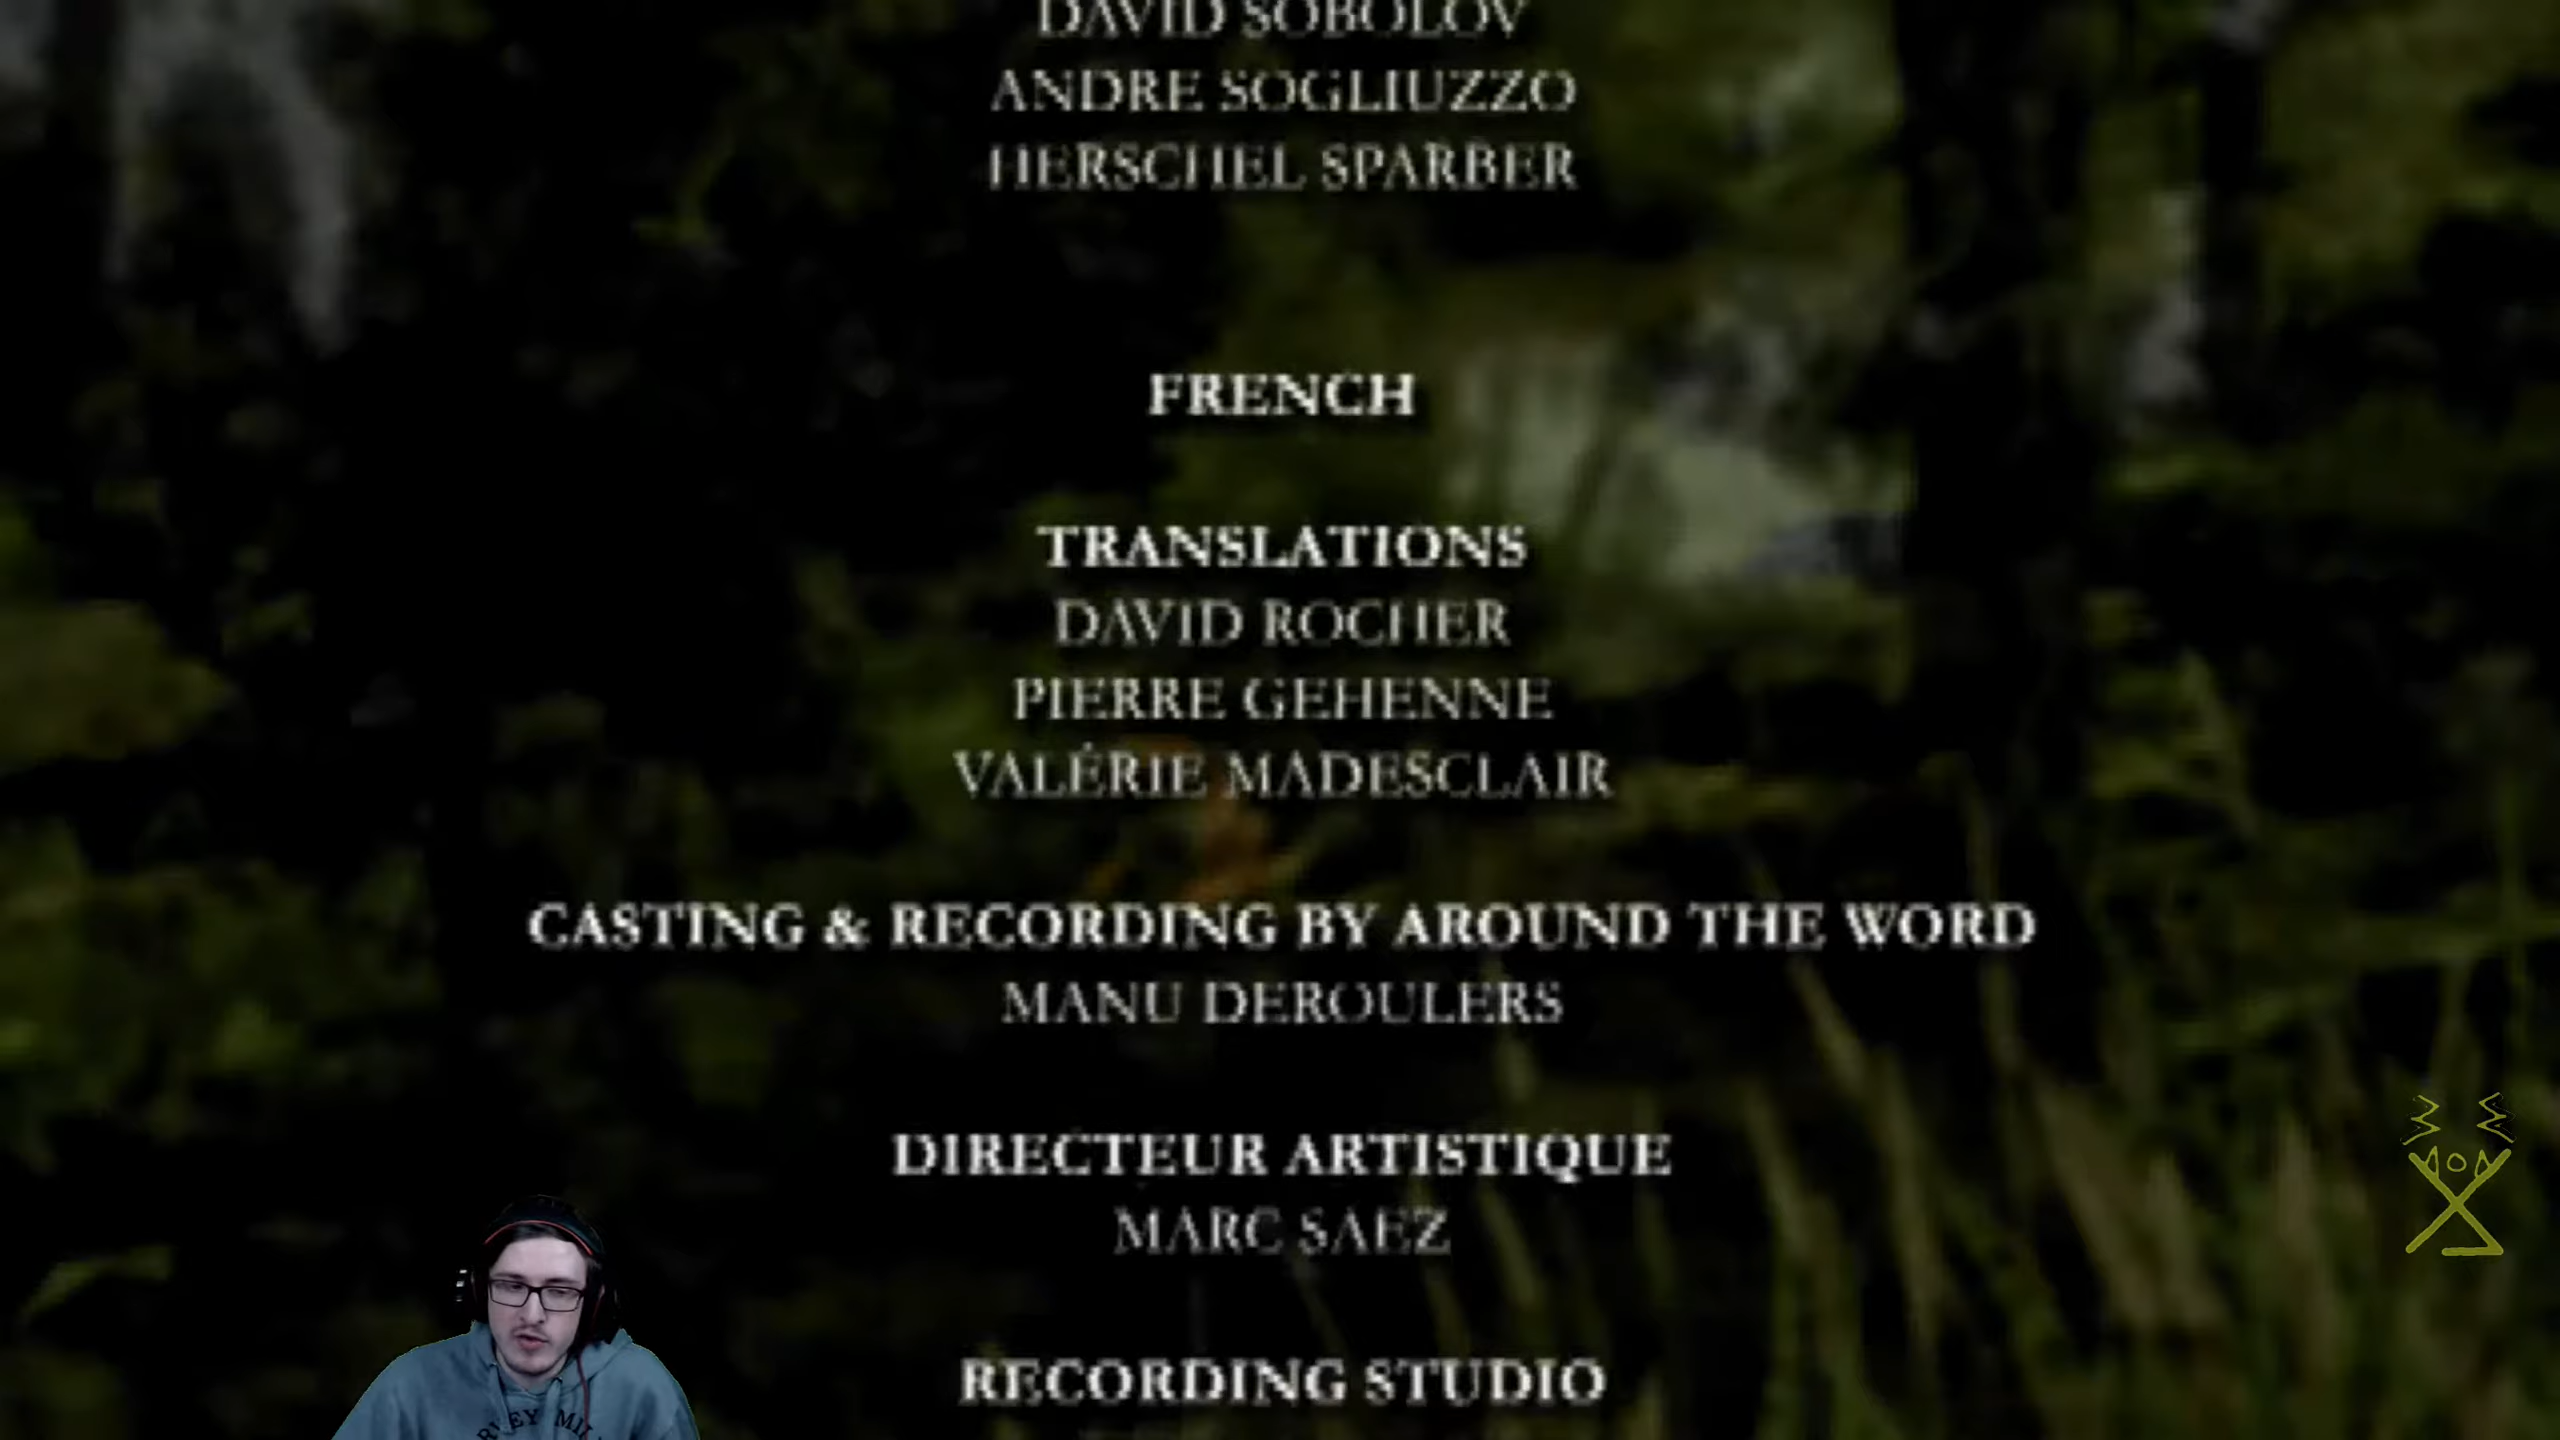 DAVID SOBOLOV
ANDRE SOGLIUZZO
HERSCHEL SPARBER
FRENCH
TRANSLATIONS
DAVID ROCHER
PIERRE GEHENNE
VALÉRIE MADESCLAIR
CASTING & RECORDING BY AROUND THE WORD
MANU DEROULERS
DIRECTEUR ARTISTIQUE
MARC SAEZ
RECORDING STUDIO